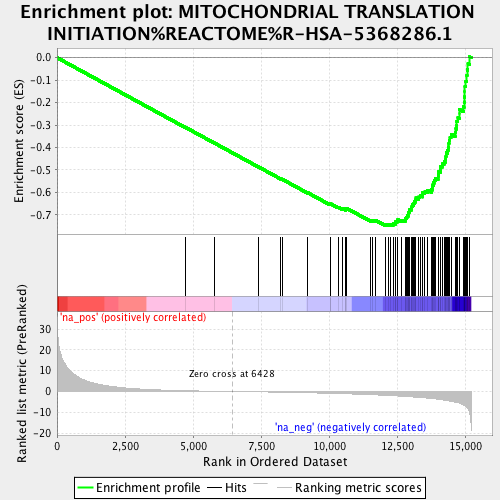 Enrichment plot: MITOCHONDRIAL TRANSLATION
INITIATION%REACTOME%R-HSA-5368286.1
Enrichment score (ES)
0.0
-0.1
-0.2
-0.3
-0.4
-0.5
-0.6
-0.7
Ranked list metric (PreRanked)
30
20
10
0
-10
-20
'na_pos' (positively correlated)
Zero cross at 6428
'na_neg' (negatively correlated)
0
2,500
5,000
7,500
10,000
12,500
15,000
Rank in Ordered Dataset
Enrichment profile
Hits
Ranking metric scores